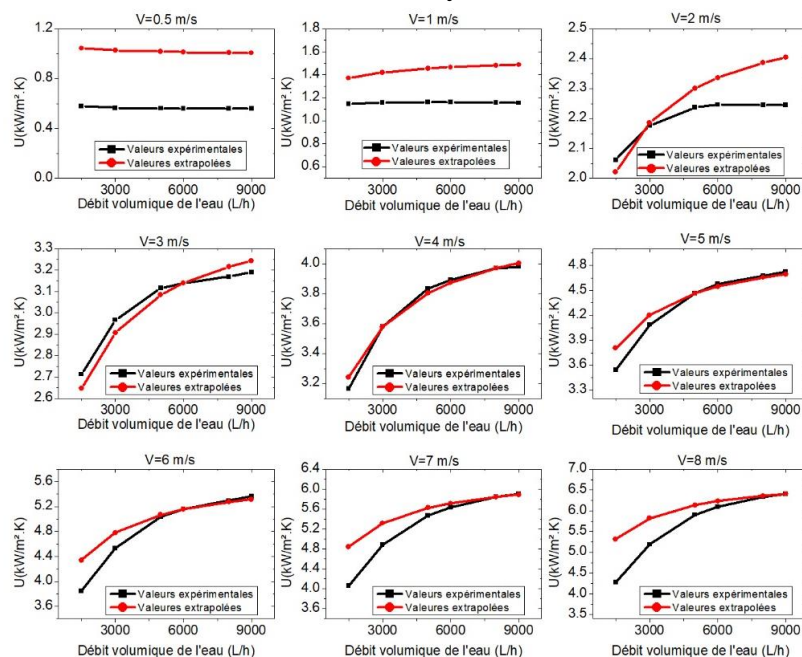 V=0.5 m/s
U(kW/m².K)
1.2
0.9
0.6
0.3
0.0
Valeurs expérimentales
Valeures extrapolées
3000 6000 9000
Débit volumique de l'eau (L/h)
V=1 m/s
U(kW/m².K)
1.8
1.6
1.4
1.2
1.0
0.8
0.6
Valeurs expérimentales
Valeures extrapolées
3000 6000 9000
Débit volumique de l'eau (L/h)
V=2 m/s
U(kW/m².K)
2.5
2.4
2.3
2.2
2.1
2.0
Valeurs expérimentales
Valeures extrapolées
3000 6000 9000
Débit volumique de l'eau (L/h)
V=3 m/s
U(kW/m².K)
3.3
3.2
3.1
3.0
2.9
2.8
2.7
2.6
Valeurs expérimentales
Valeures extrapolées
3000 6000 9000
Débit volumique de l'eau (L/h)
V=4 m/s
U(kW/m².K)
4.0
3.8
3.6
3.4
3.2
Valeurs expérimentales
Valeures extrapolées
3000 6000 9000
Débit volumique de l'eau (L/h)
V=5 m/s
U(kW/m².K)
4.8
4.5
4.2
3.9
3.6
3.3
Valeurs expérimentales
Valeures extrapolées
3000 6000 9000
Débit volumique de l'eau (L/h)
V=6 m/s
U(kW/m².K)
5.6
5.2
4.8
4.4
4.0
3.6
Valeurs expérimentales
Valeures extrapolées
3000 6000 9000
Débit volumique de l'eau (L/h)
V=7 m/s
U(kW/m².K)
6.4
6.0
5.6
5.2
4.8
4.4
4.0
3.6
Valeurs expérimentales
Valeures extrapolées
3000 6000 9000
Débit volumique de l'eau (L/h)
V=8 m/s
U(kW/m².K)
7.0
6.5
6.0
5.5
5.0
4.5
4.0
3.5
Valeurs expérimentales
Valeures extrapolées
3000 6000 9000
Débit volumique de l'eau (L/h)